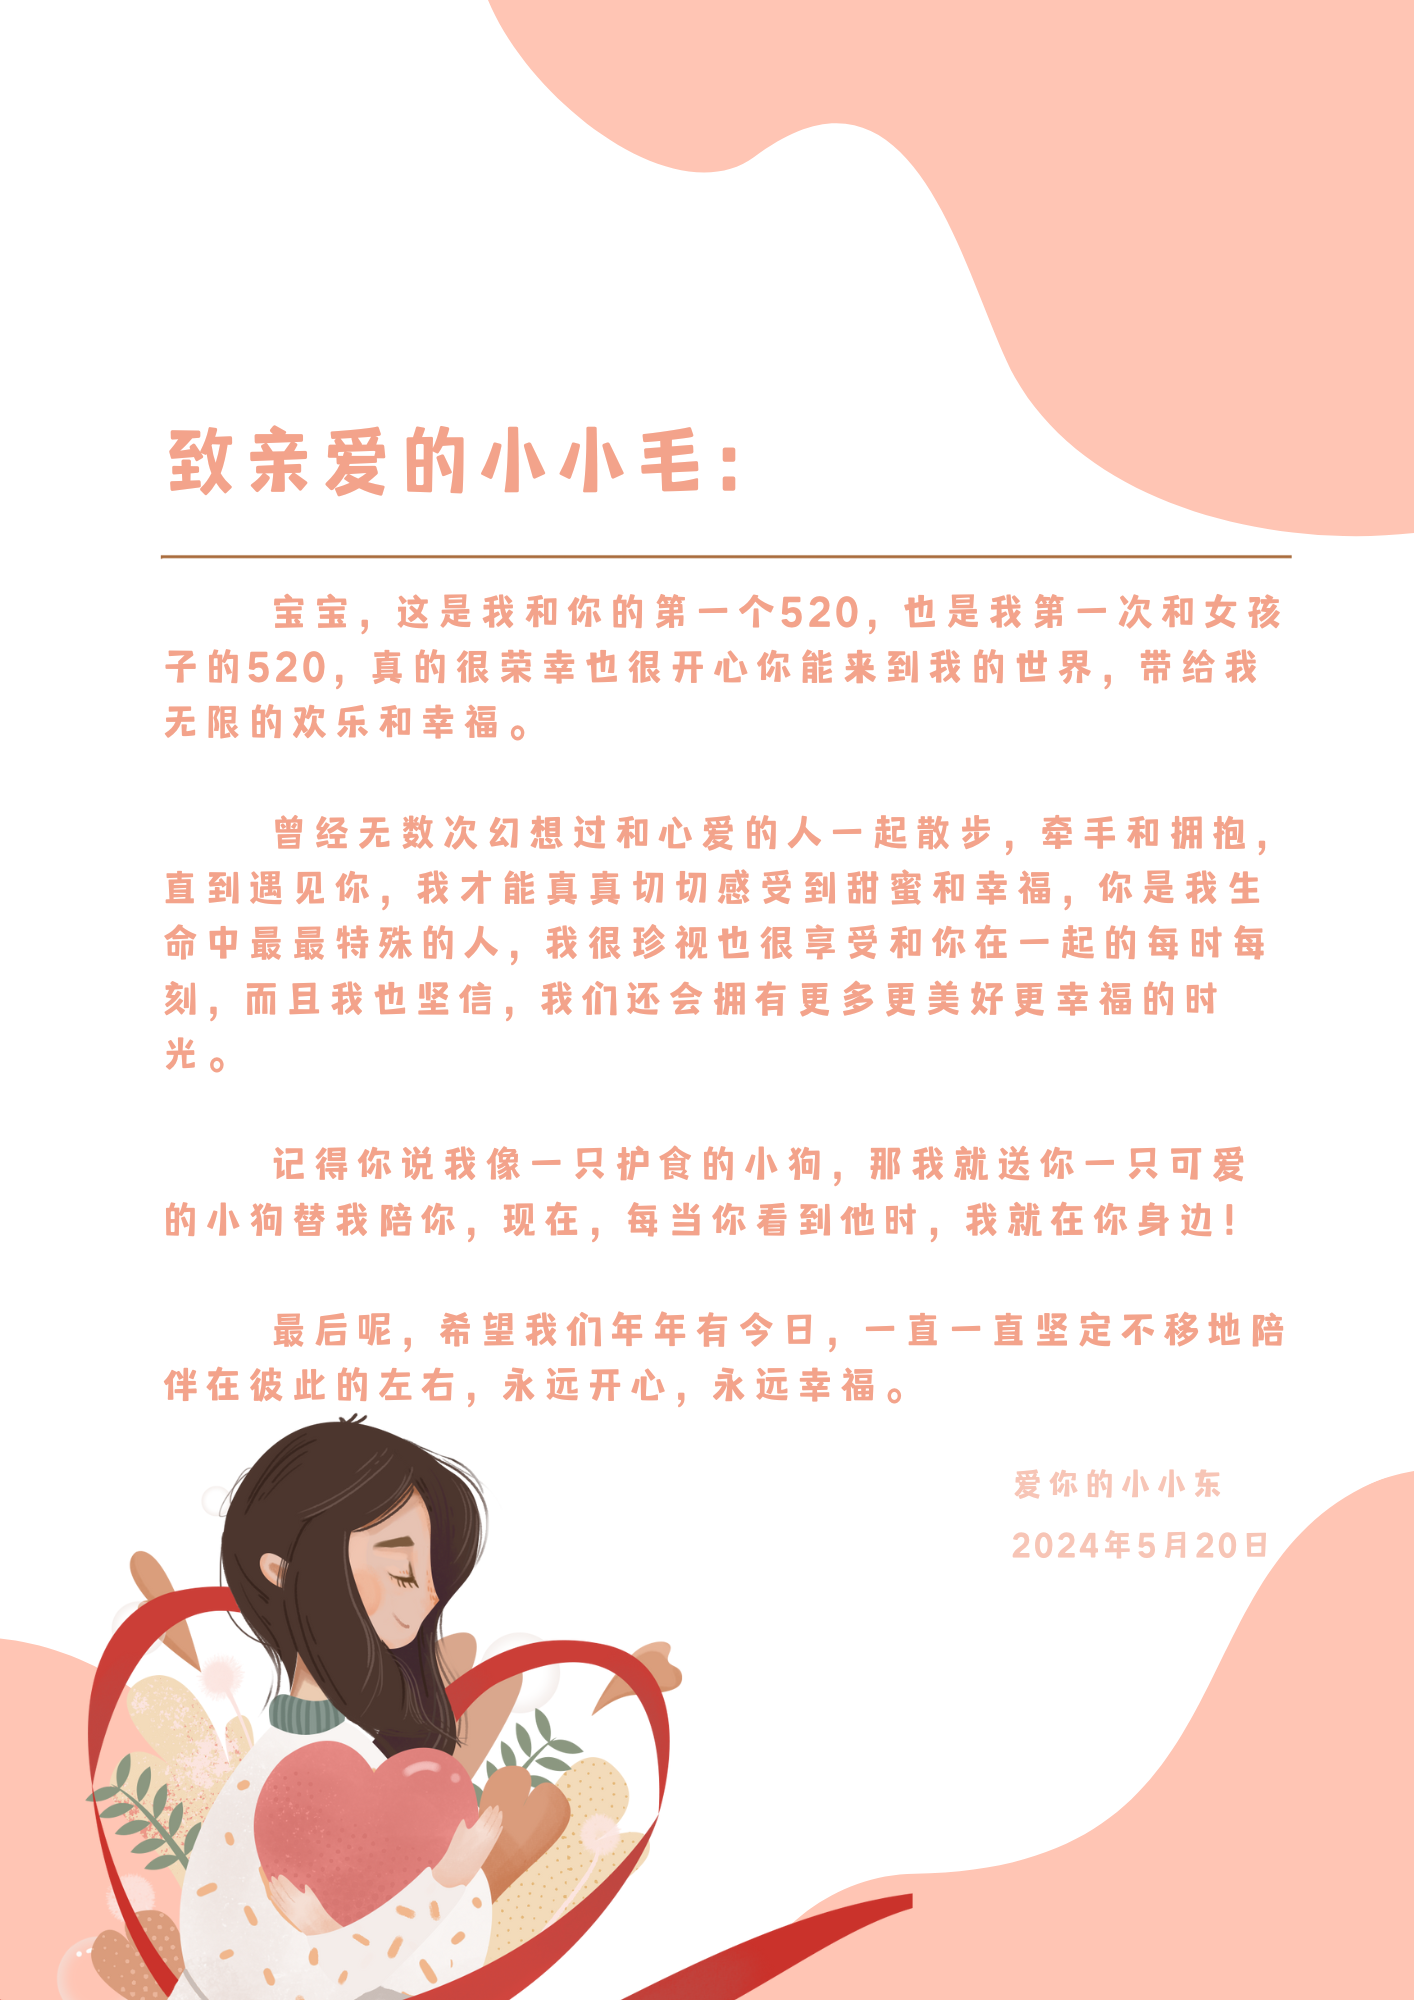 致亲爱的小小毛：
宝宝，这是我和你的第一个520，也是我第一次和女孩
子的520，真的很荣幸也很开心你能来到我的世界，带给我
无限的欢乐和幸福。
曾经无数次幻想过和心爱的人一起散步，牵手和拥抱，
直到遇见你，我才能真真切切感受到甜蜜和幸福，你是我生
命中最最特殊的人，我很珍视也很享受和你在一起的每时每
刻，而且我也坚信，我们还会拥有更多更美好更幸福的时
光。
记得你说我像一只护食的小狗，那我就送你一只可爱
的小狗替我陪你，现在，每当你看到他时，我就在你身边！
最后呢，希望我们年年有今日，一直一直坚定不移地陪
伴在彼此的左右，永远开心，永远幸福。
爱你的小小东
2024年5月20日